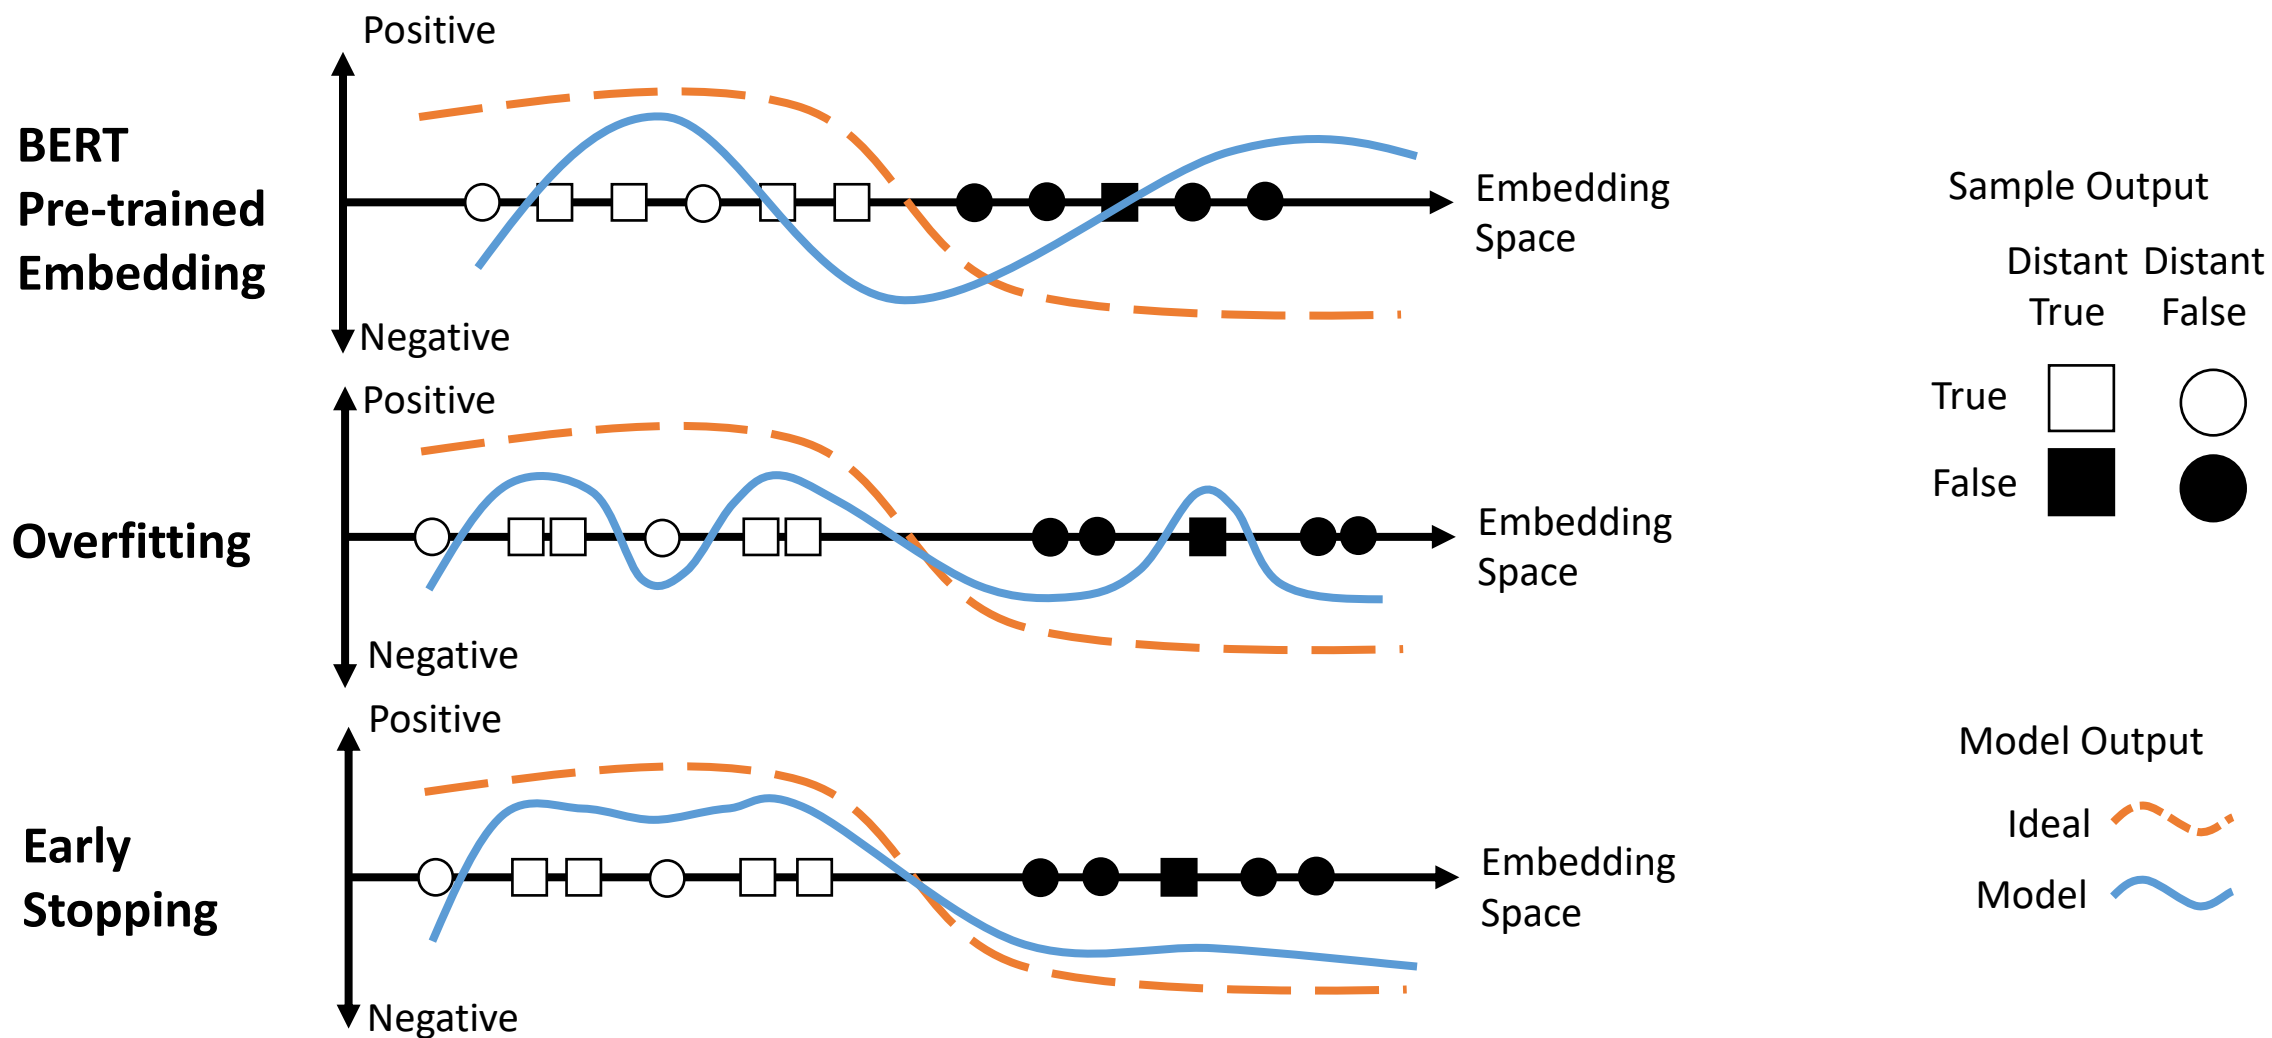 Positive
BERT
Pre-trained
Embedding
Embedding
Space
Negative
Positive
Overfitting
Embedding
Space
Negative
Positive
Early
Stopping
Embedding
Space
Negative
Sample Output
Distant Distant
True False
True
False
Model Output
Ideal
Model